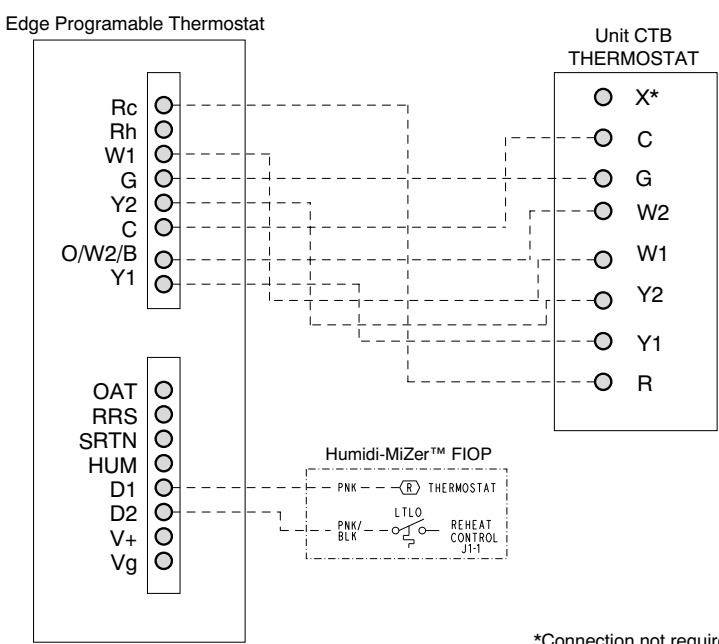 Edge Programable Thermostat
Rc
Rh
W1
G
Y2
C
O/W2/B
Y1
OAT
RRS
SRTN
HUM
D1
D2
V+
Vg
Unit CTB
THERMOSTAT
X*
C
G
W2
W1
Y2
Y1
R
Humidi-MiZer™ FIOP
PNK
R
THERMOSTAT
PNK/
BLK
LTLO
REHEAT
CONTROL
J1-1
*Connection not require